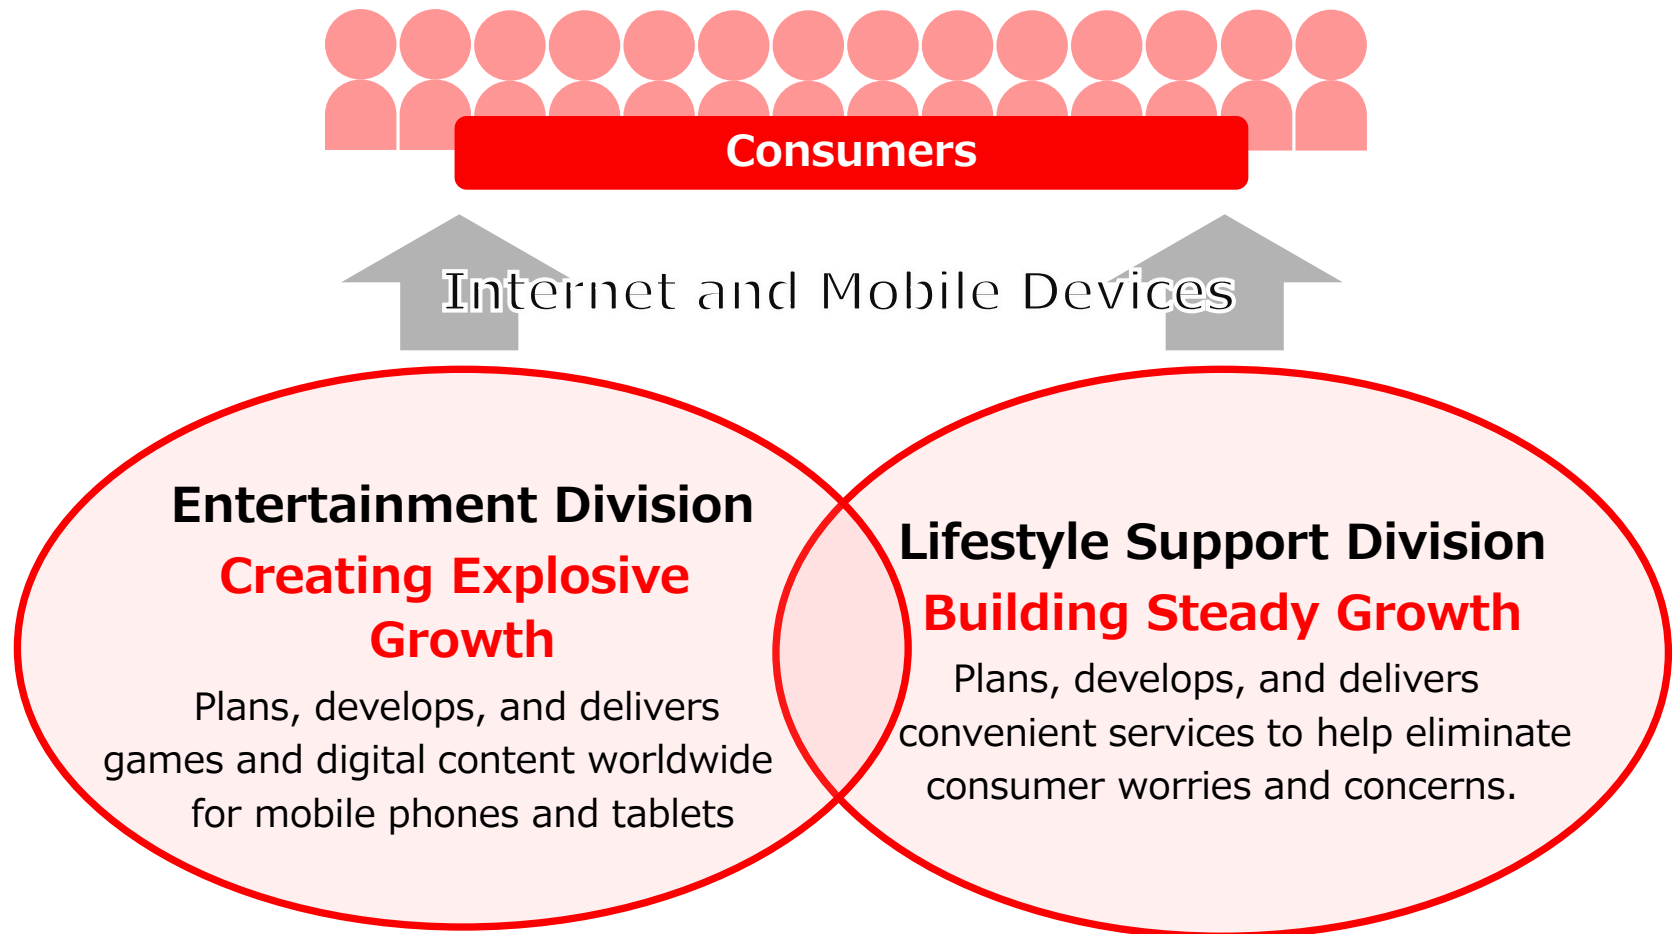 Consumers
Internet and Mobile Devices
Entertainment Division
Creating Explosive
Growth
Plans, develops, and delivers
games and digital content worldwide
for mobile phones and tablets
Lifestyle Support Division
Building Steady Growth
Plans, develops, and delivers
convenient services to help eliminate
consumer worries and concerns.